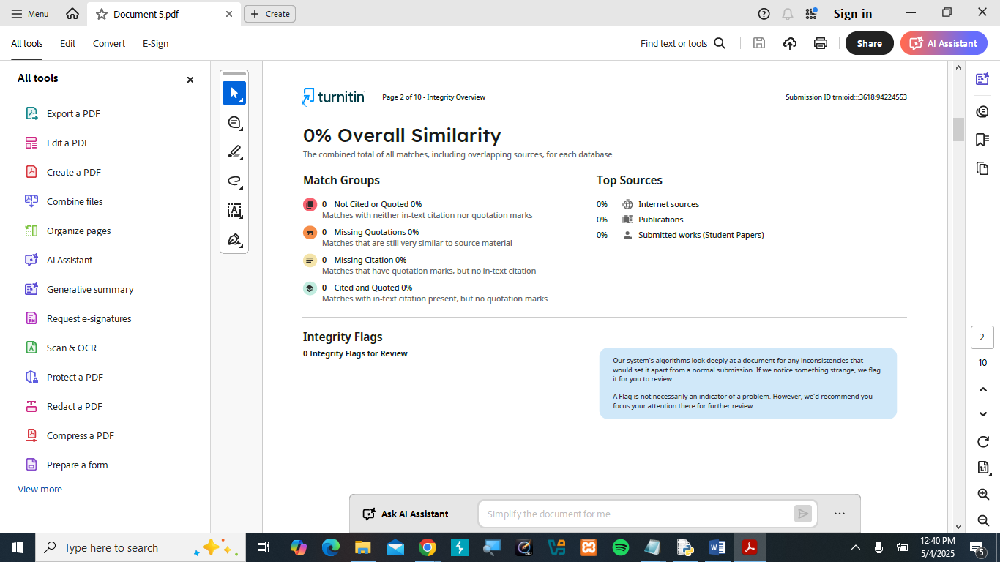 Menu
Document 5.pdf
Create
Sign in
All tools
Edit
Convert
E-Sign
Find text or tools
Share
AI Assistant
All tools
Export a PDF
Edit a PDF
Create a PDF
Combine files
Organize pages
AI Assistant
Generative summary
Request e-signatures
Scan & OCR
Protect a PDF
Redact a PDF
Compress a PDF
Prepare a form
View more
turnitin
Page 2 of 10 - Integrity Overview
Submission ID trn:oid:::3618:94224553
0% Overall Similarity
The combined total of all matches, including overlapping sources, for each database.
Match Groups
0 Not Cited or Quoted 0%
Matches with neither in-text citation nor quotation marks
0 Missing Quotations 0%
Matches that are still very similar to source material
0 Missing Citation 0%
Matches that have quotation marks, but no in-text citation
0 Cited and Quoted 0%
Matches with in-text citation present, but no quotation marks
Top Sources
0% Internet sources
0% Publications
0% Submitted works (Student Papers)
Integrity Flags
0 Integrity Flags for Review
Our system's algorithms look deeply at a document for any inconsistencies that
would set it apart from a normal submission. If we notice something strange, we flag
it for you to review.
A Flag is not necessarily an indicator of a problem. However, we'd recommend you
focus your attention there for further review.
Ask AI Assistant
Simplify the document for me
2
10
1:1
Type here to search
12:40 PM
5/4/2025
5